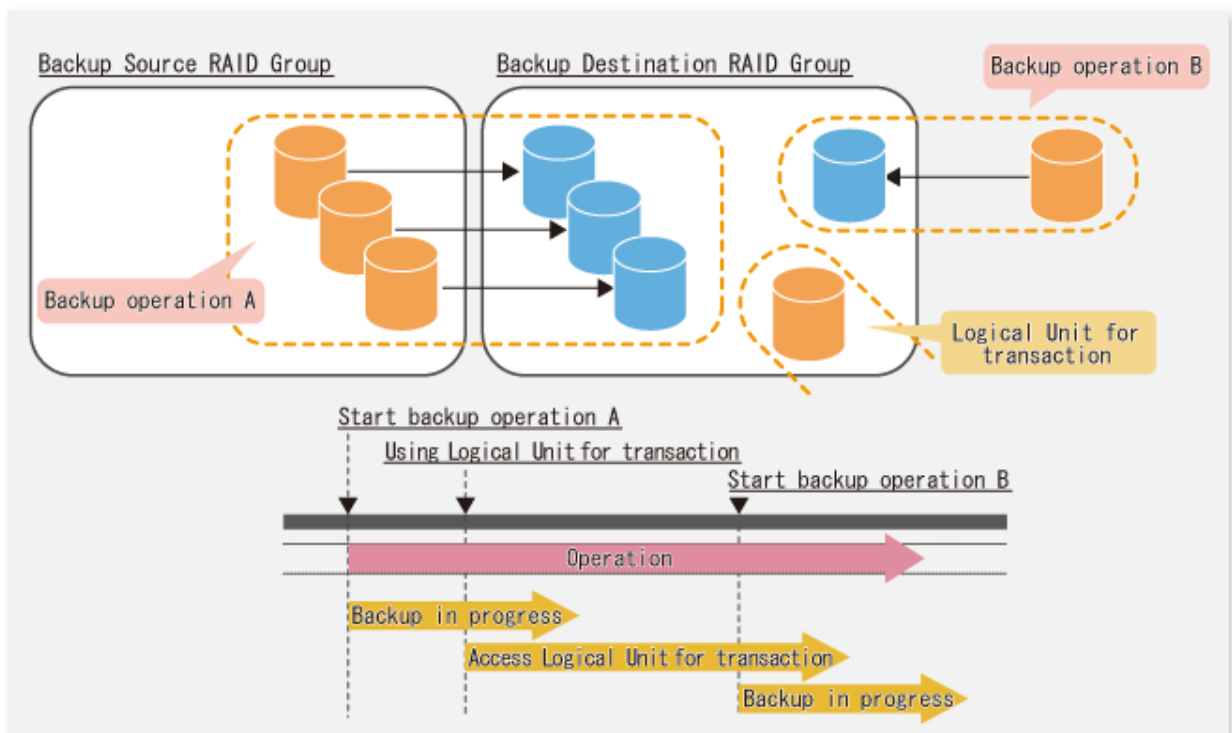 Backup Source RAID Group
Backup Destination RAID Group
Backup operation B
Backup operation A
Logical Unit for
transaction
Start backup operation A
Using Logical Unit for transaction
Start backup operation B
Operation
Backup in progress
Access Logical Unit for transaction
Backup in progress